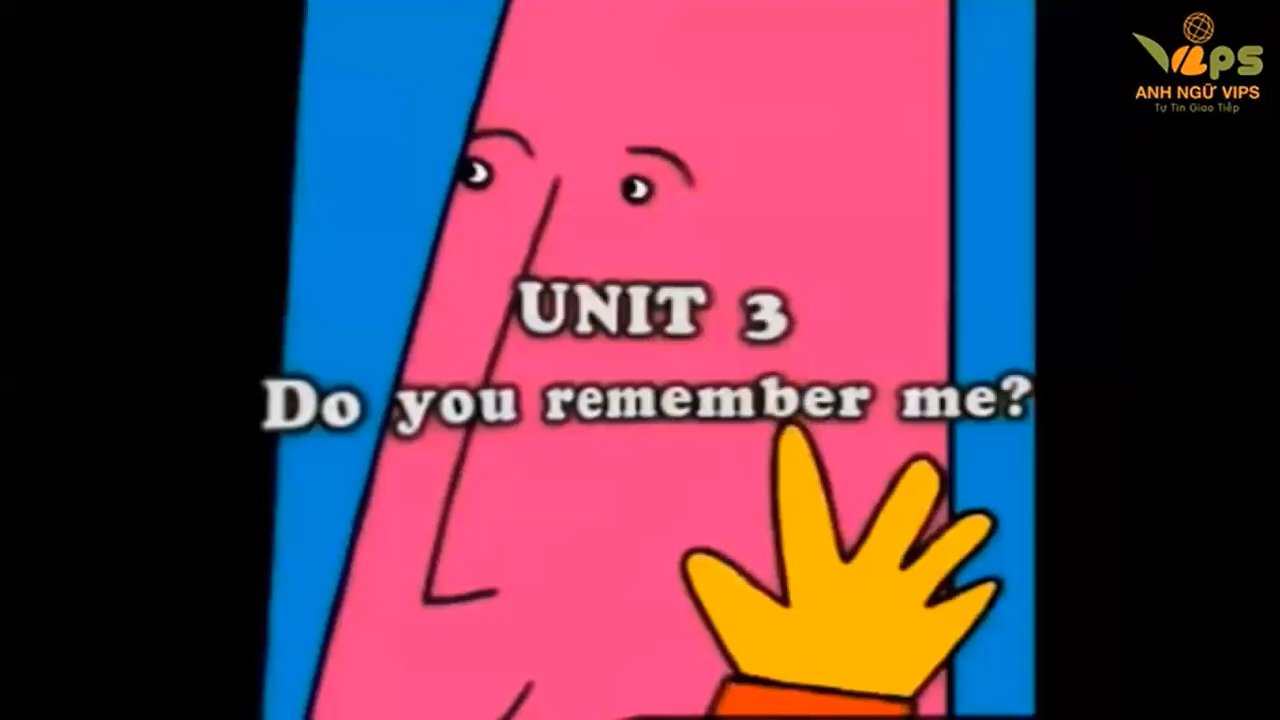 VIPS
ANH NGỮ VIPS
Tự Tin Giao Tiếp
UNIT 3
Do you remember me?